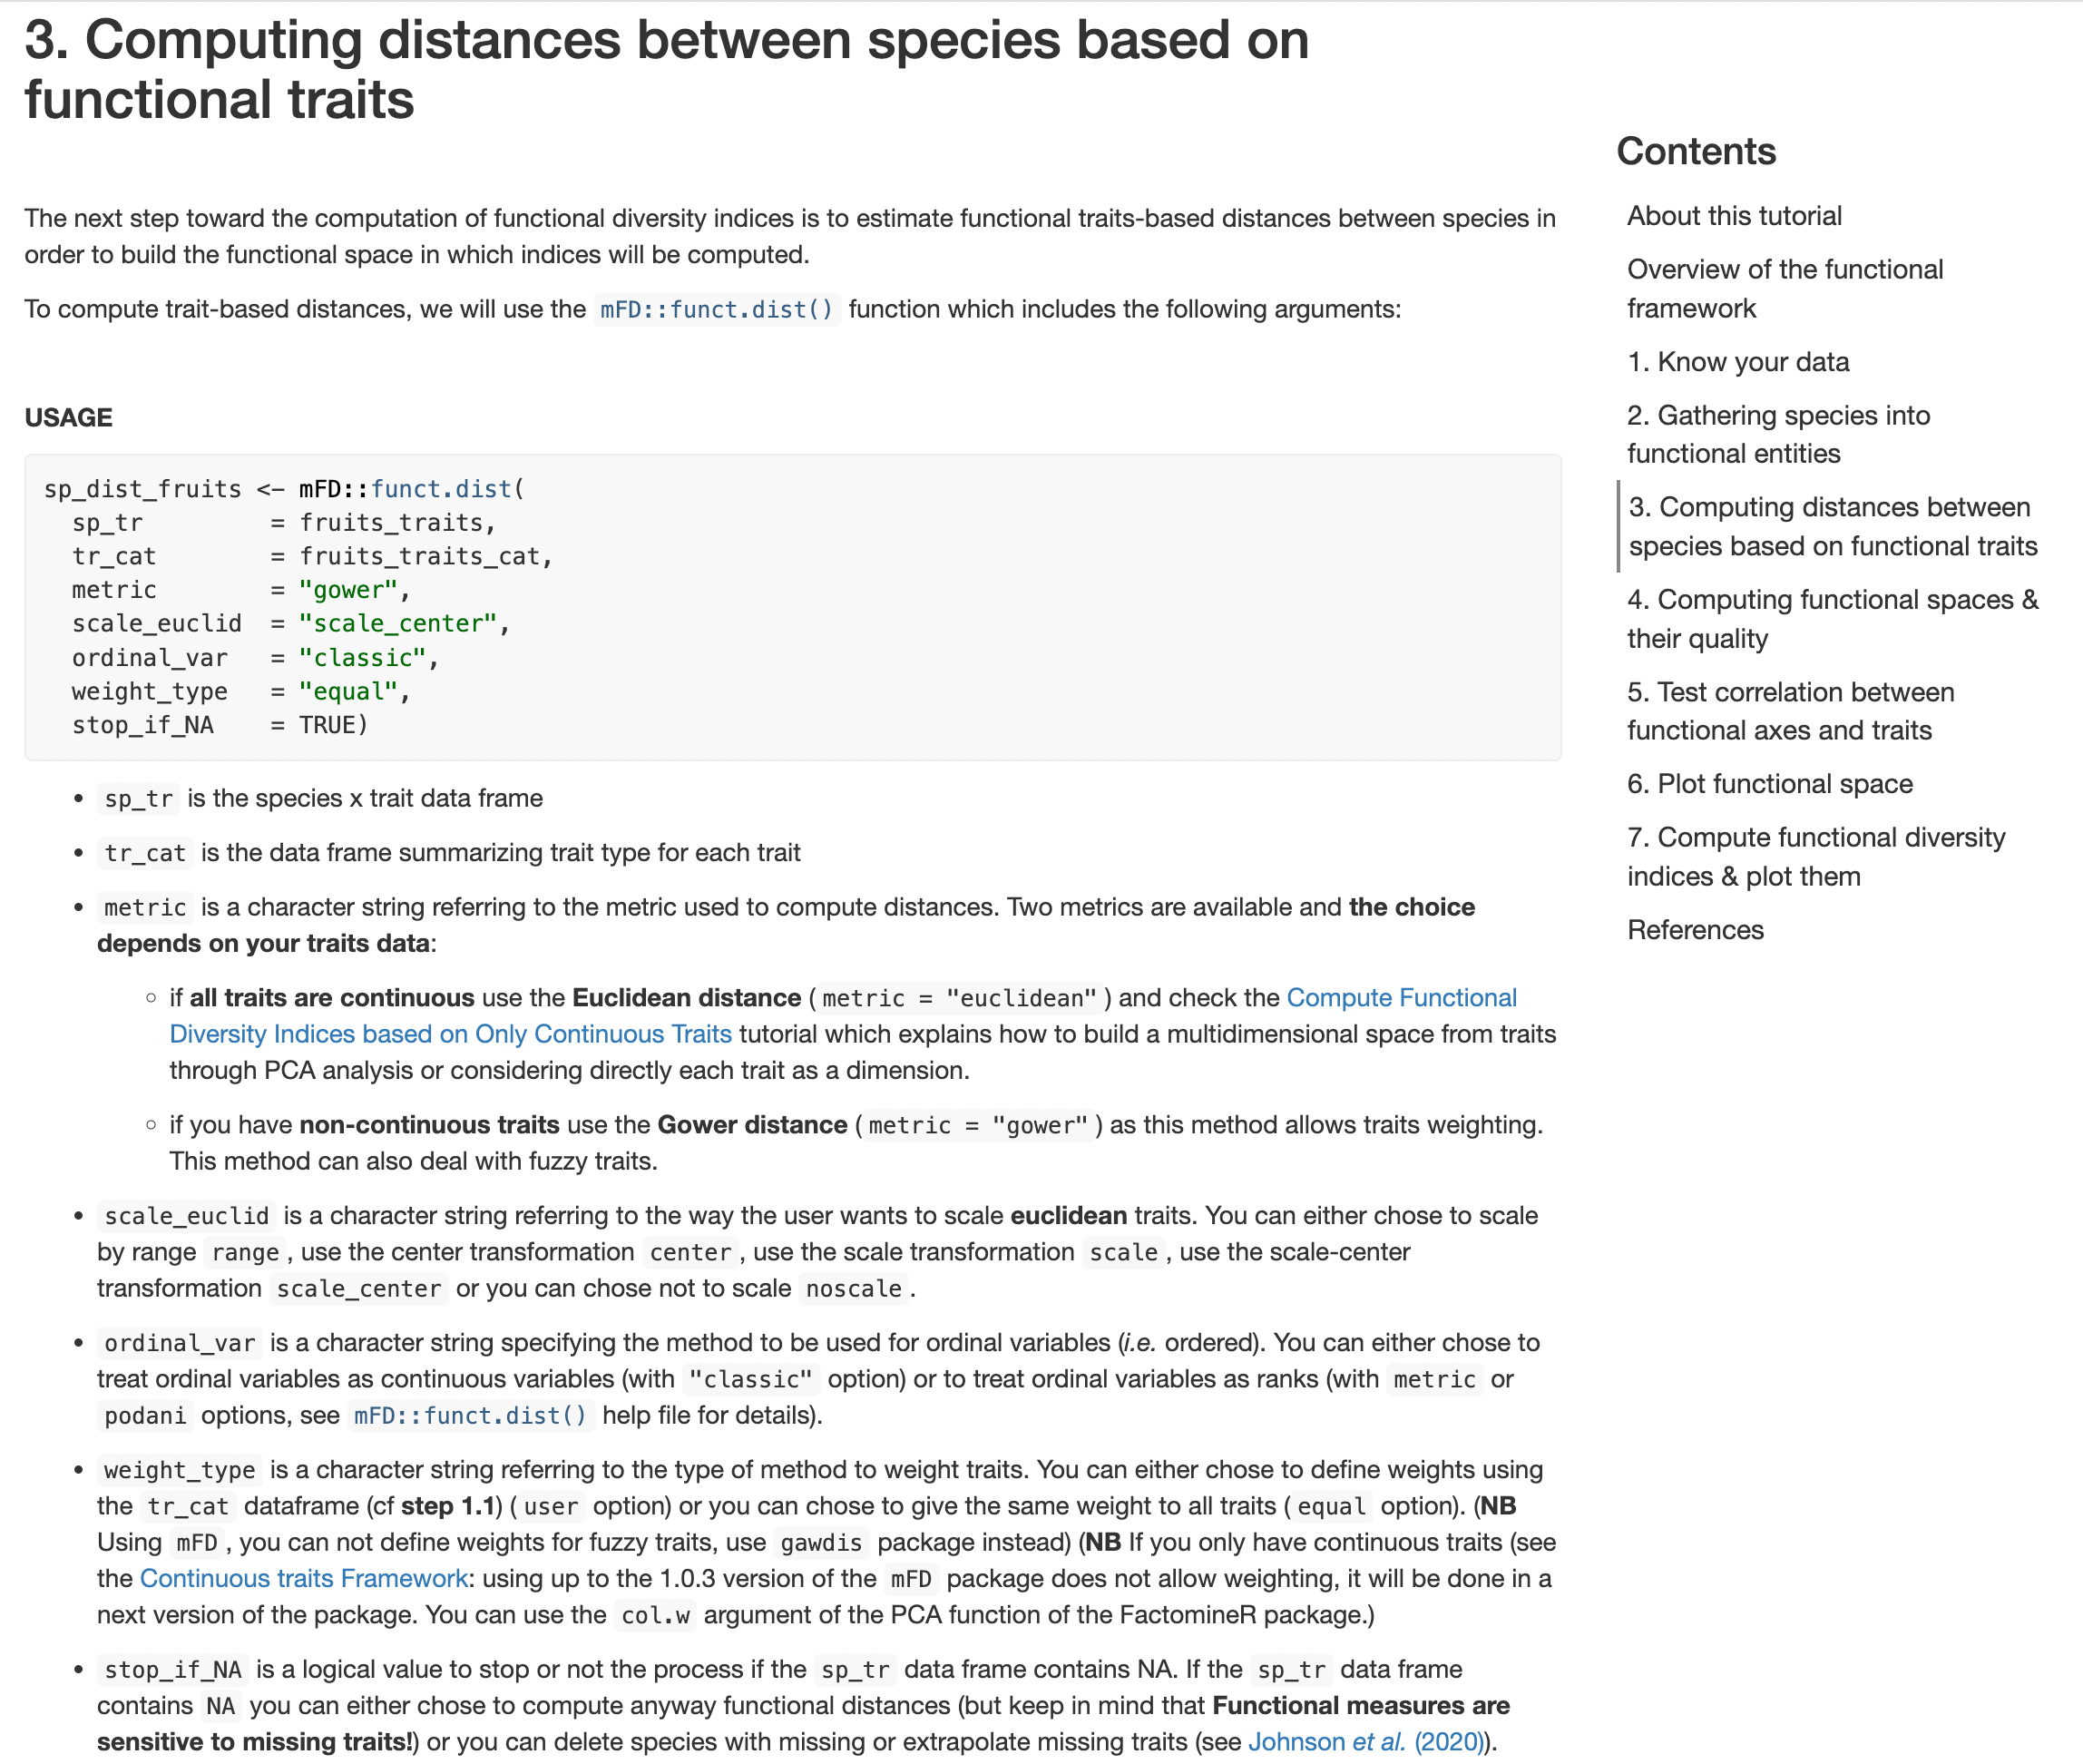 3. Computing distances between species based on
functional traits
The next step toward the computation of functional diversity indices is to estimate functional traits-based distances between species in
order to build the functional space in which indices will be computed.
To compute trait-based distances, we will use the mFD::funct.dist() function which includes the following arguments:
USAGE
sp_dist_fruits <- mFD::funct.dist(
  sp_tr         = fruits_traits,
  tr_cat        = fruits_traits_cat,
  metric        = "gower",
  scale_euclid  = "scale_center",
  ordinal_var   = "classic",
  weight_type   = "equal",
  stop_if_NA    = TRUE)
• sp_tr is the species x trait data frame
• tr_cat is the data frame summarizing trait type for each trait
• metric is a character string referring to the metric used to compute distances. Two metrics are available and the choice
depends on your traits data:
◦ if all traits are continuous use the Euclidean distance ( metric = "euclidean" ) and check the Compute Functional
Diversity Indices based on Only Continuous Traits tutorial which explains how to build a multidimensional space from traits
through PCA analysis or considering directly each trait as a dimension.
◦ if you have non-continuous traits use the Gower distance ( metric = "gower" ) as this method allows traits weighting.
This method can also deal with fuzzy traits.
• scale_euclid is a character string referring to the way the user wants to scale euclidean traits. You can either chose to scale
by range range , use the center transformation center , use the scale transformation scale , use the scale-center
transformation scale_center or you can chose not to scale noscale .
• ordinal_var is a character string specifying the method to be used for ordinal variables (i.e. ordered). You can either chose to
treat ordinal variables as continuous variables (with "classic" option) or to treat ordinal variables as ranks (with metric or
podani options, see mFD::funct.dist() help file for details).
• weight_type is a character string referring to the type of method to weight traits. You can either chose to define weights using
the tr_cat dataframe (cf step 1.1) ( user option) or you can chose to give the same weight to all traits ( equal option). (NB
Using mFD , you can not define weights for fuzzy traits, use gawdis package instead) (NB If you only have continuous traits (see
the Continuous traits Framework: using up to the 1.0.3 version of the mFD package does not allow weighting, it will be done in a
next version of the package. You can use the col.w argument of the PCA function of the FactomineR package.)
• stop_if_NA is a logical value to stop or not the process if the sp_tr data frame contains NA. If the sp_tr data frame
contains NA you can either chose to compute anyway functional distances (but keep in mind that Functional measures are
sensitive to missing traits!) or you can delete species with missing or extrapolate missing traits (see Johnson et al. (2020)).
Contents
About this tutorial
Overview of the functional
framework
1. Know your data
2. Gathering species into
functional entities
3. Computing distances between
species based on functional traits
4. Computing functional spaces &
their quality
5. Test correlation between
functional axes and traits
6. Plot functional space
7. Compute functional diversity
indices & plot them
References